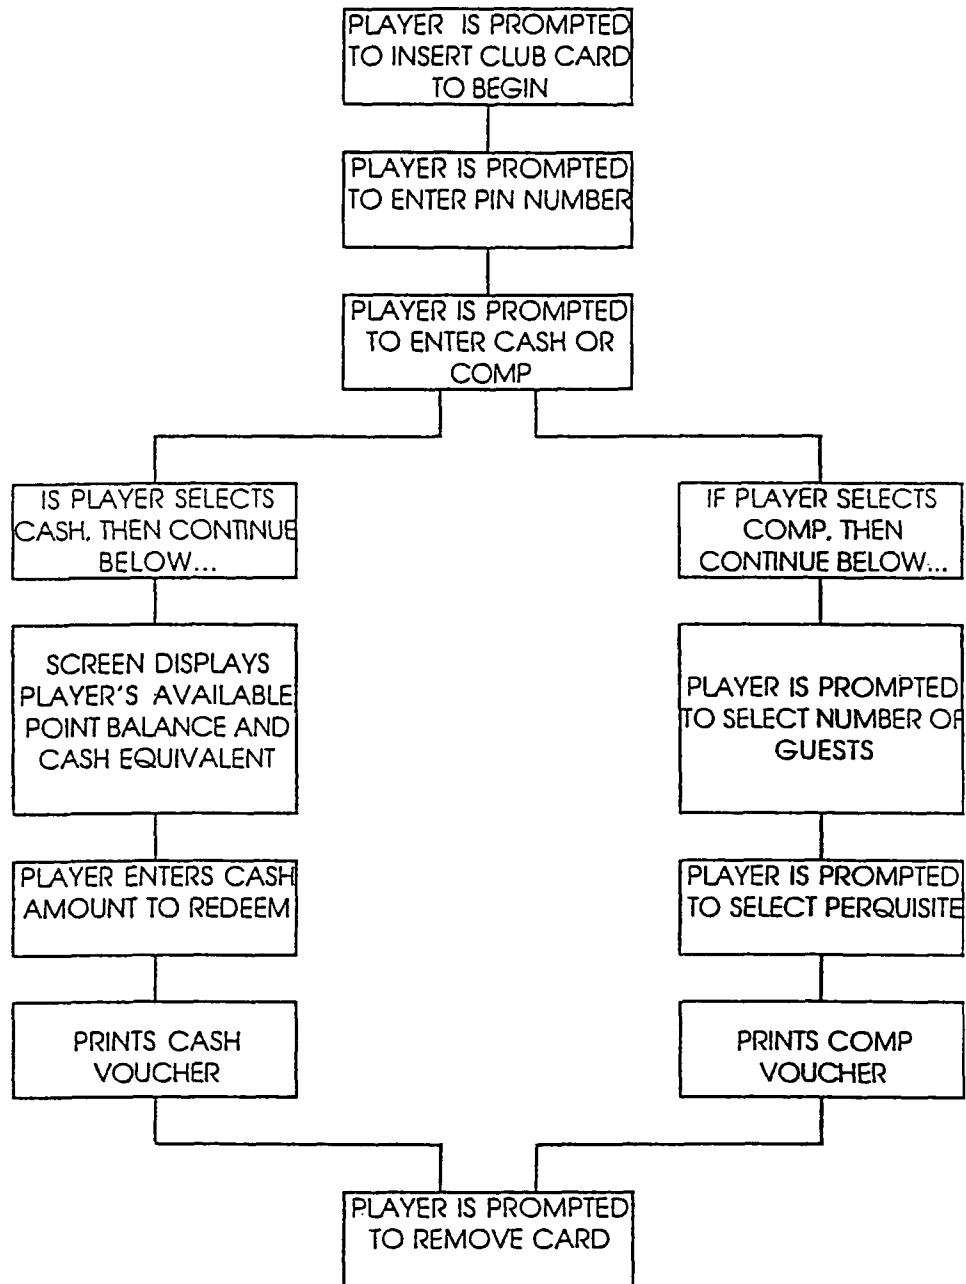 PLAYER IS PROMPTED
TO INSERT CLUB CARD
TO BEGIN
PLAYER IS PROMPTED
TO ENTER PIN NUMBER
PLAYER IS PROMPTED
TO ENTER CASH OR
COMP
IS PLAYER SELECTS
CASH, THEN CONTINUE
BELOW...
SCREEN DISPLAYS
PLAYER'S AVAILABLE
POINT BALANCE AND
CASH EQUIVALENT
PLAYER ENTERS CASH
AMOUNT TO REDEEM
PRINTS CASH
VOUCHER
IF PLAYER SELECTS
COMP, THEN
CONTINUE BELOW...
PLAYER IS PROMPTED
TO SELECT NUMBER OF
GUESTS
PLAYER IS PROMPTED
TO SELECT PERQUISITE
PRINTS COMP
VOUCHER
PLAYER IS PROMPTED
TO REMOVE CARD